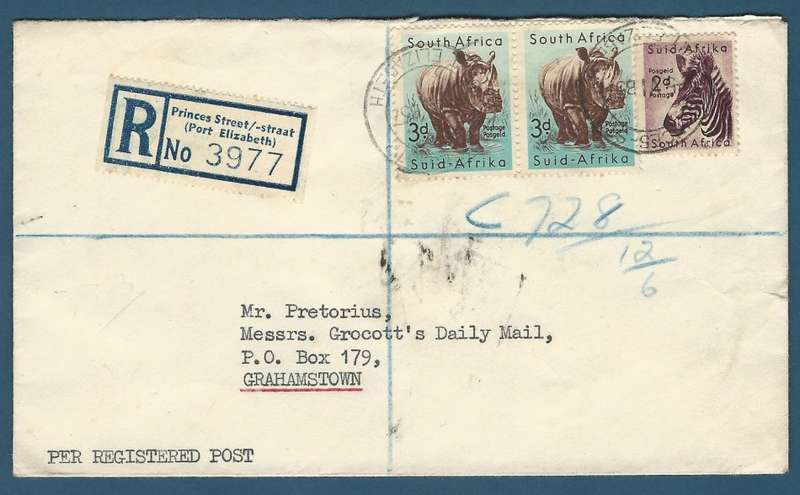 R
Princes Street/-straat
(Port Elizabeth)
No 3977
South Africa
3d
Postage
Posgeld
Suid-Afrika
South Africa
3d
Postage
Posgeld
Suid-Afrika
Suid-Afrika
Posgeld
2d
Postage
South Africa
C 728
12
6
Mr. Pretorius,
Messrs. Grocott's Daily Mail,
P.O. Box 179,
GRAHAMSTOWN
PER REGISTERED POST